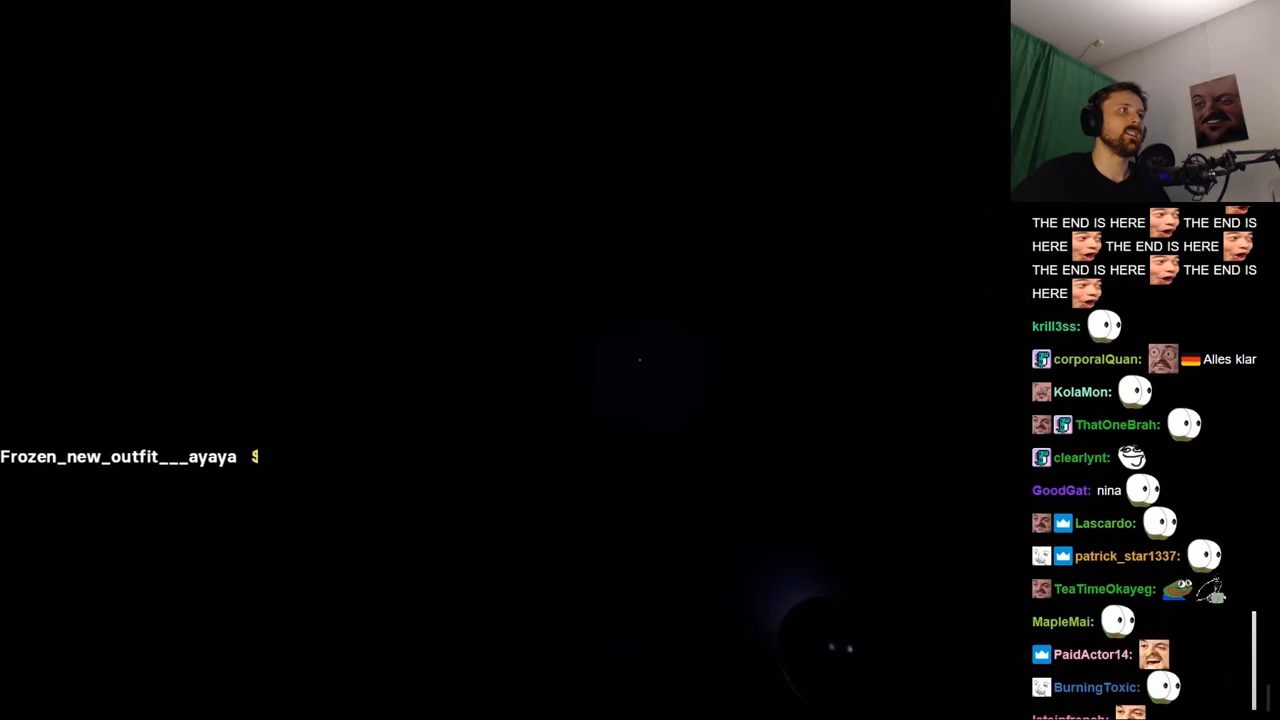 THE END IS HERE THE END IS
HERE THE END IS HERE
THE END IS HERE THE END IS
HERE
krill3ss:
corporalQuan: Alles klar
KolaMon:
ThatOneBrah:
clearlynt:
GoodGat: nina
Lascardo:
patrick_star1337:
TeaTimeOkayeg:
MapleMai:
PaidActor14:
BurningToxic:
Frozen_new_outfit___ayaya $